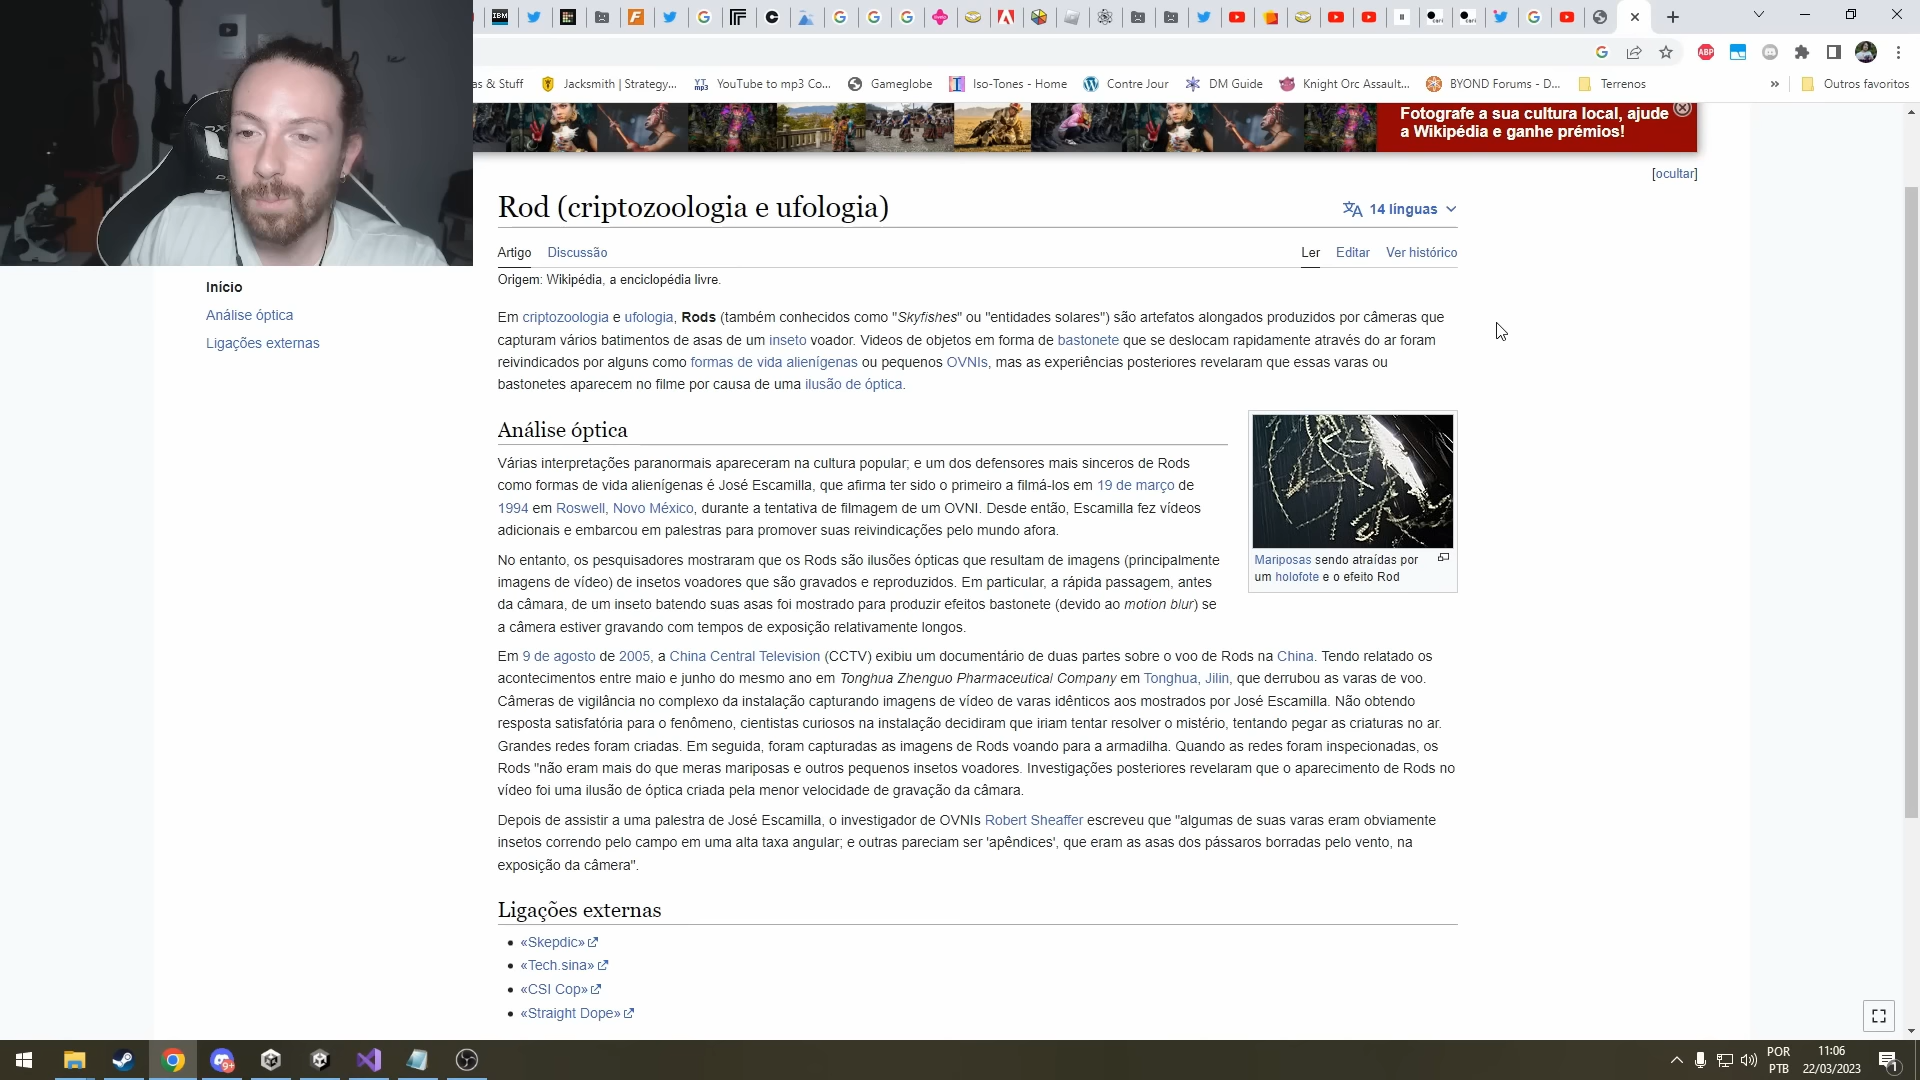 as & Stuff
Jacksmith | Strategy...
YouTube to mp3 Co...
Gameglobe
Iso-Tones - Home
Contre Jour
DM Guide
Knight Orc Assault...
BYOND Forums - D...
Terrenos
»
Outros favoritos
Fotografe a sua cultura local, ajude
a Wikipédia e ganhe prémios!
[ocultar]
Rod (criptozoologia e ufologia)
14 línguas
Artigo Discussão
Ler Editar Ver histórico
Origem: Wikipédia, a enciclopédia livre.
Início
Análise óptica
Ligações externas
Em criptozoologia e ufologia, Rods (também conhecidos como "Skyfishes" ou "entidades solares") são artefatos alongados produzidos por câmeras que
capturam vários batimentos de asas de um inseto voador. Videos de objetos em forma de bastonete que se deslocam rapidamente através do ar foram
reivindicados por alguns como formas de vida alienígenas ou pequenos OVNIs, mas as experiências posteriores revelaram que essas varas ou
bastonetes aparecem no filme por causa de uma ilusão de óptica.
Análise óptica
Várias interpretações paranormais apareceram na cultura popular; e um dos defensores mais sinceros de Rods
como formas de vida alienígenas é José Escamilla, que afirma ter sido o primeiro a filmá-los em 19 de março de
1994 em Roswell, Novo México, durante a tentativa de filmagem de um OVNI. Desde então, Escamilla fez vídeos
adicionais e embarcou em palestras para promover suas reivindicações pelo mundo afora.
Mariposas sendo atraídas por
um holofote e o efeito Rod
No entanto, os pesquisadores mostraram que os Rods são ilusões ópticas que resultam de imagens (principalmente
imagens de vídeo) de insetos voadores que são gravados e reproduzidos. Em particular, a rápida passagem, antes
da câmara, de um inseto batendo suas asas foi mostrado para produzir efeitos bastonete (devido ao motion blur) se
a câmera estiver gravando com tempos de exposição relativamente longos.
Em 9 de agosto de 2005, a China Central Television (CCTV) exibiu um documentário de duas partes sobre o voo de Rods na China. Tendo relatado os
acontecimentos entre maio e junho do mesmo ano em Tonghua Zhenguo Pharmaceutical Company em Tonghua, Jilin, que derrubou as varas de voo.
Câmeras de vigilância no complexo da instalação capturando imagens de vídeo de varas idênticos aos mostrados por José Escamilla. Não obtendo
resposta satisfatória para o fenômeno, cientistas curiosos na instalação decidiram que iriam tentar resolver o mistério, tentando pegar as criaturas no ar.
Grandes redes foram criadas. Em seguida, foram capturadas as imagens de Rods voando para a armadilha. Quando as redes foram inspecionadas, os
Rods "não eram mais do que meras mariposas e outros pequenos insetos voadores. Investigações posteriores revelaram que o aparecimento de Rods no
vídeo foi uma ilusão de óptica criada pela menor velocidade de gravação da câmara.
Depois de assistir a uma palestra de José Escamilla, o investigador de OVNIs Robert Sheaffer escreveu que "algumas de suas varas eram obviamente
insetos correndo pelo campo em uma alta taxa angular; e outras pareciam ser 'apêndices', que eram as asas dos pássaros borradas pelo vento, na
exposição da câmera".
Ligações externas
«Skepdic»
«Tech.sina»
«CSI Cop»
«Straight Dope»
POR
PTB
11:06
22/03/2023